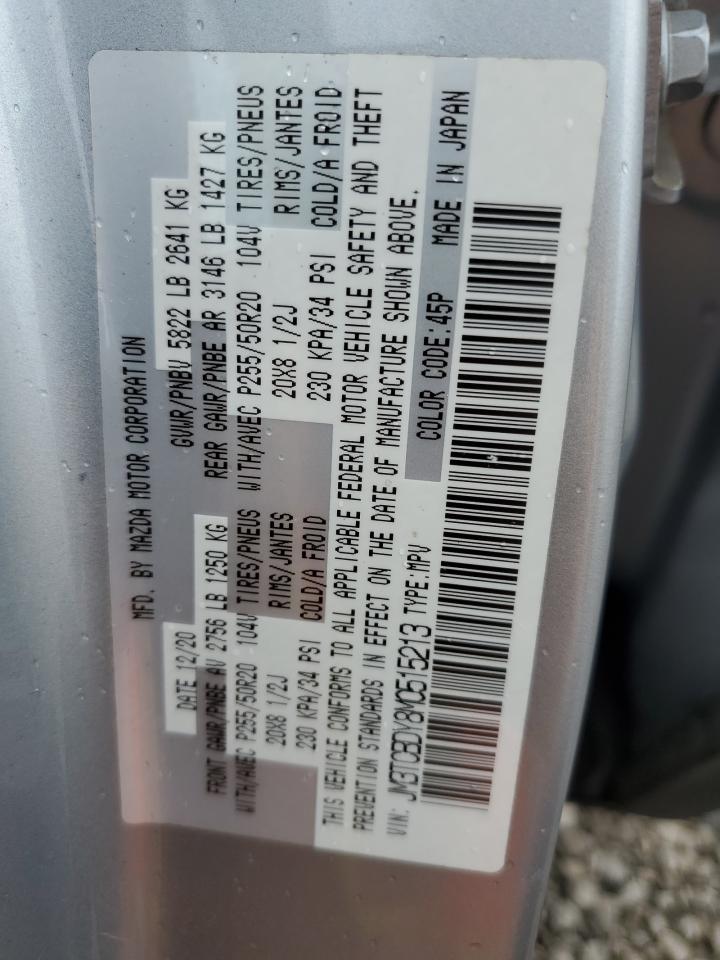 MFD. BY MAZDA MOTOR CORPORATION
DATE 12/20 GVWR/PNBV 5822 LB 2641 KG
FRONT GAWR/PNBE AV 2756 LB 1250 KG REAR GAWR/PNBE AR 3146 LB 1427 KG
WITH/AVEC P255/50R20 104V TIRES/PNEUS WITH/AVEC P255/50R20 104V TIRES/PNEUS
20X8 1/2J RIMS/JANTES 20X8 1/2J RIMS/JANTES
230 KPA/34 PSI COLD/A FROID 230 KPA/34 PSI COLD/A FROID
THIS VEHICLE CONFORMS TO ALL APPLICABLE FEDERAL MOTOR VEHICLE SAFETY AND THEFT
PREVENTION STANDARDS IN EFFECT ON THE DATE OF MANUFACTURE SHOWN ABOVE.
VIN: JM3TCBDY8M0515213 TYPE:MPV COLOR CODE:45P MADE IN JAPAN